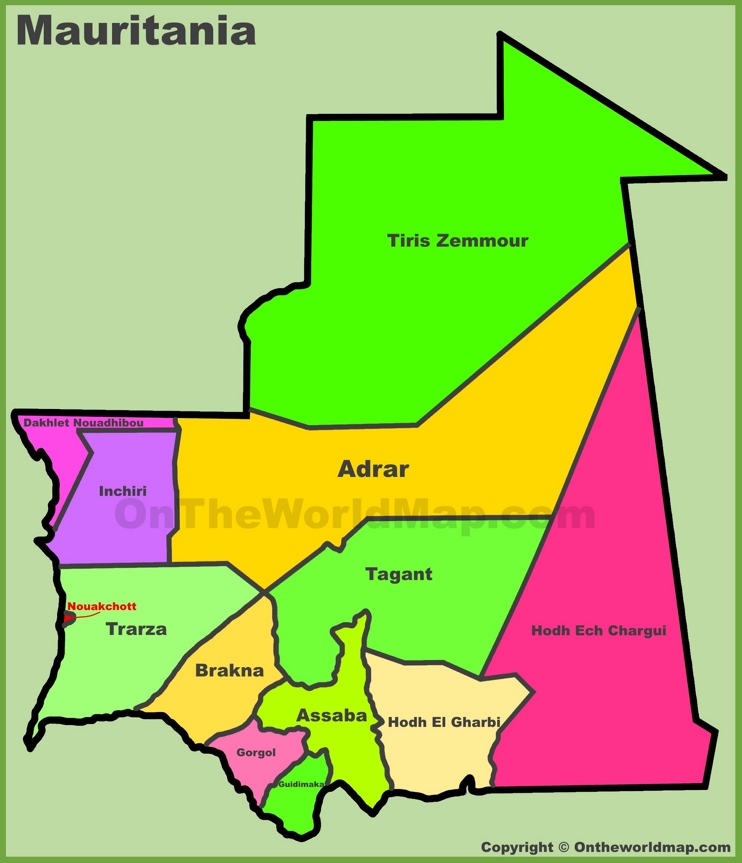 Mauritania
Tiris Zemmour
Dakhlet Nouadhibou
Adrar
Inchiri
OnTheWorldMap.com
Tagant
Nouakchott
Trarza
Hodh Ech Chargui
Brakna
Assaba
Hodh El Gharbi
Gorgol
Guidimaka
Copyright © Ontheworldmap.com